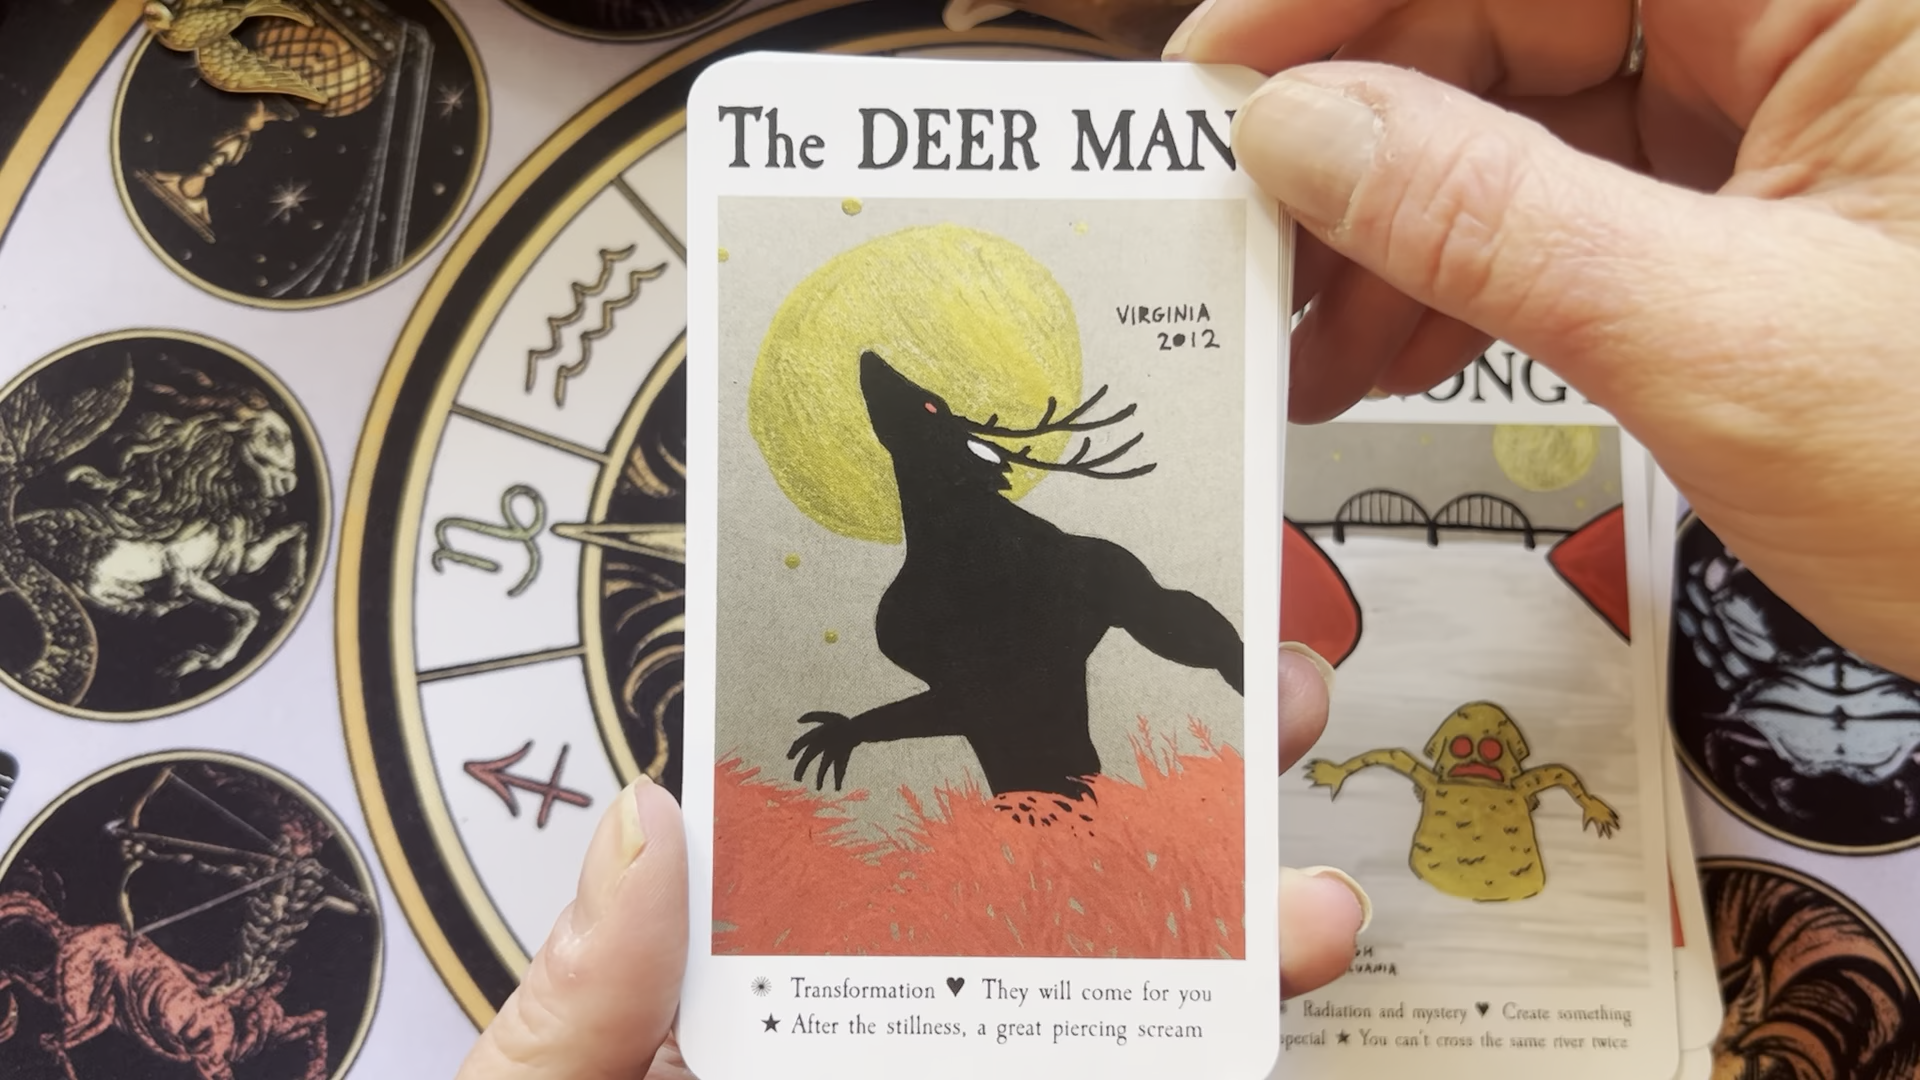 The DEER MAN
VIRGINIA
2012
Transformation ♥ They will come for you
★ After the stillness, a great piercing scream
Radiation and mystery ♥ Create something
special ★ You can't cross the same river twice